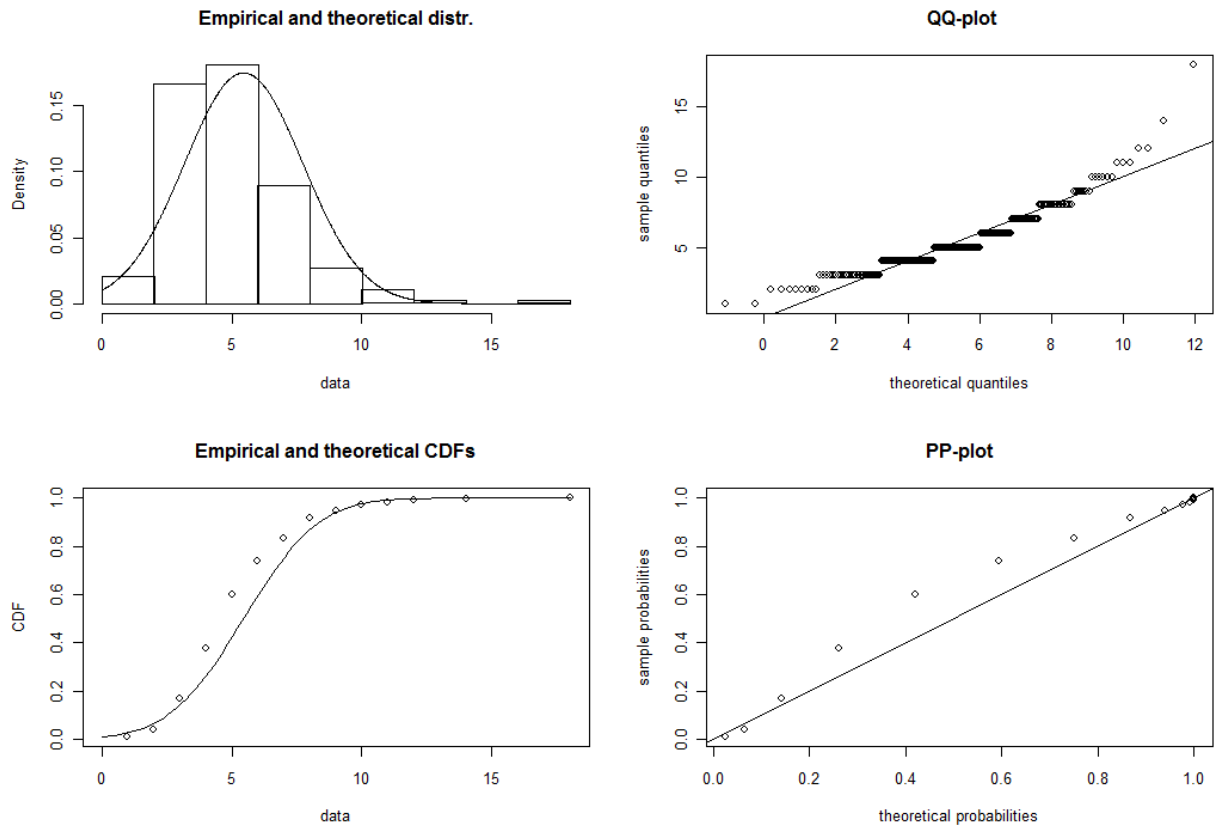 Empirical and theoretical distr.
Density
0.00 0.05 0.10 0.15
0 5 10 15
data
QQ-plot
sample quantiles
5 10 15
0 2 4 6 8 10 12
theoretical quantiles
Empirical and theoretical CDFs
CDF
0.0 0.2 0.4 0.6 0.8 1.0
0 5 10 15
data
PP-plot
sample probabilities
0.0 0.2 0.4 0.6 0.8 1.0
0.0 0.2 0.4 0.6 0.8 1.0
theoretical probabilities